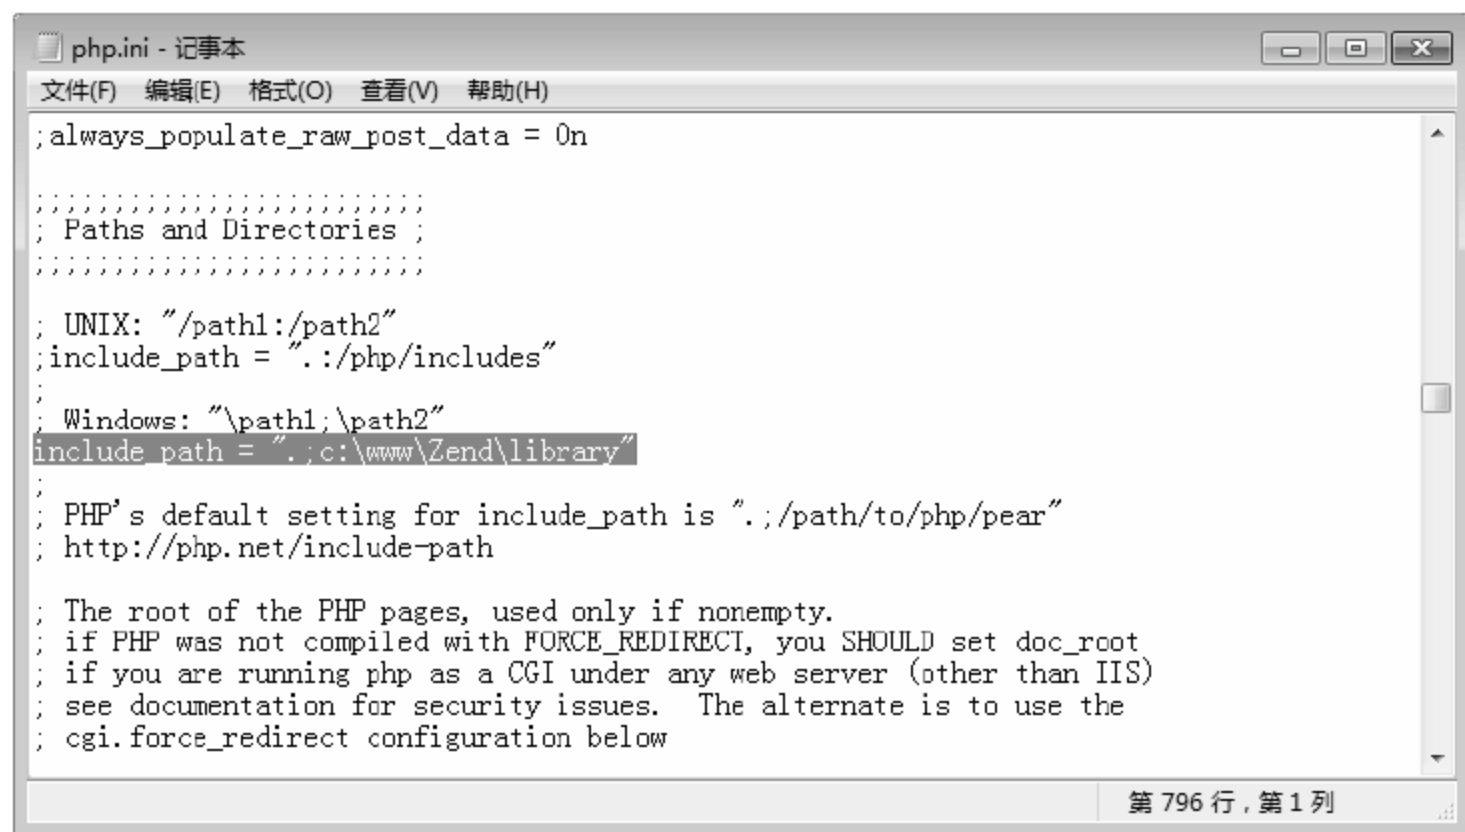 php.ini - 记事本
文件(F) 编辑(E) 格式(O) 查看(V) 帮助(H)
;always_populate_raw_post_data = On
;;;;;;;;;;;;;;;;;;;;;;;;;
; Paths and Directories ;
;;;;;;;;;;;;;;;;;;;;;;;;;
; UNIX: "/path1:/path2"
;include_path = ".:/php/includes"
;
; Windows: "\path1;\path2"
include_path = ".;c:\www\Zend\library"
;
; PHP's default setting for include_path is ".;/path/to/php/pear"
; http://php.net/include-path
; The root of the PHP pages, used only if nonempty.
; if PHP was not compiled with FORCE_REDIRECT, you SHOULD set doc_root
; if you are running php as a CGI under any web server (other than IIS)
; see documentation for security issues.  The alternate is to use the
; cgi.force_redirect configuration below
第 796 行，第 1 列